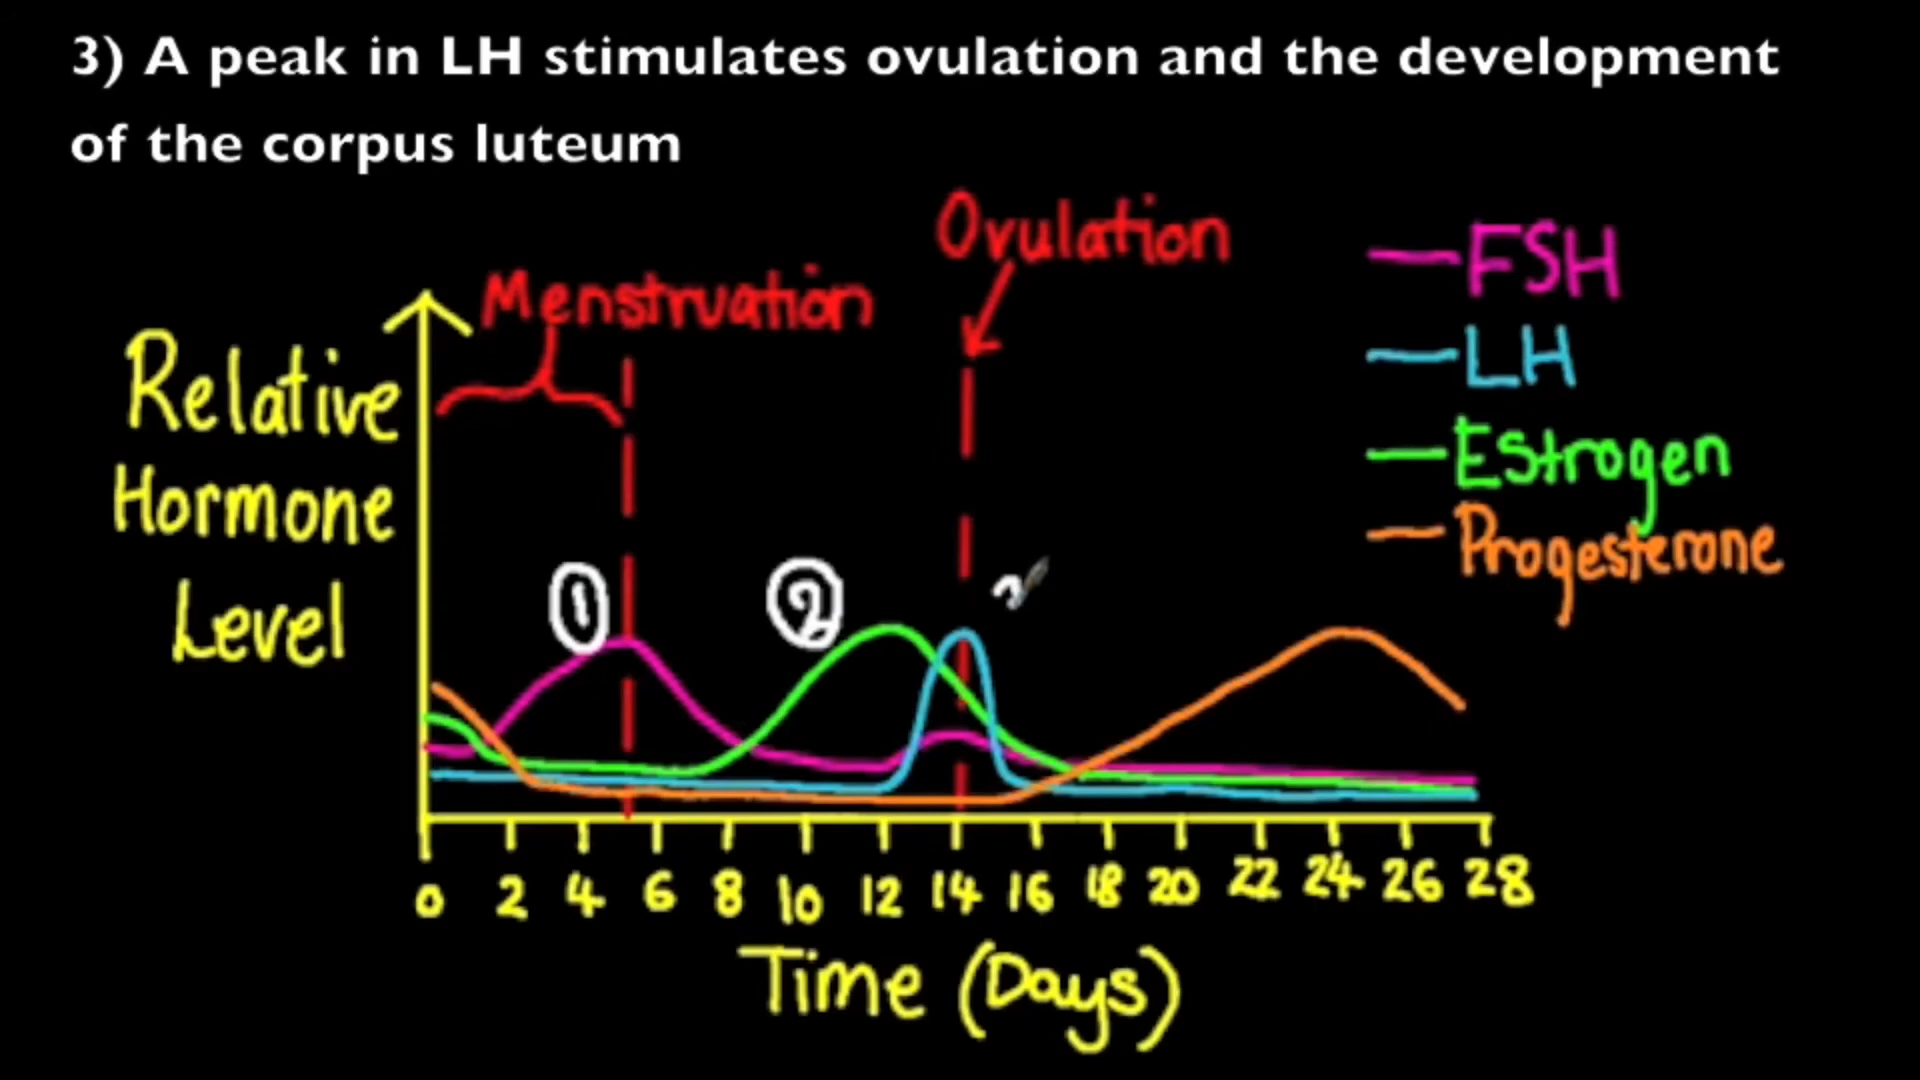 3) A peak in LH stimulates ovulation and the development
of the corpus luteum
Ovulation
Menstruation
FSH
LH
Estrogen
Progesterone
Relative
Hormone
Level
1
2
0 2 4 6 8 10 12 14 16 18 20 22 24 26 28
Time (Days)